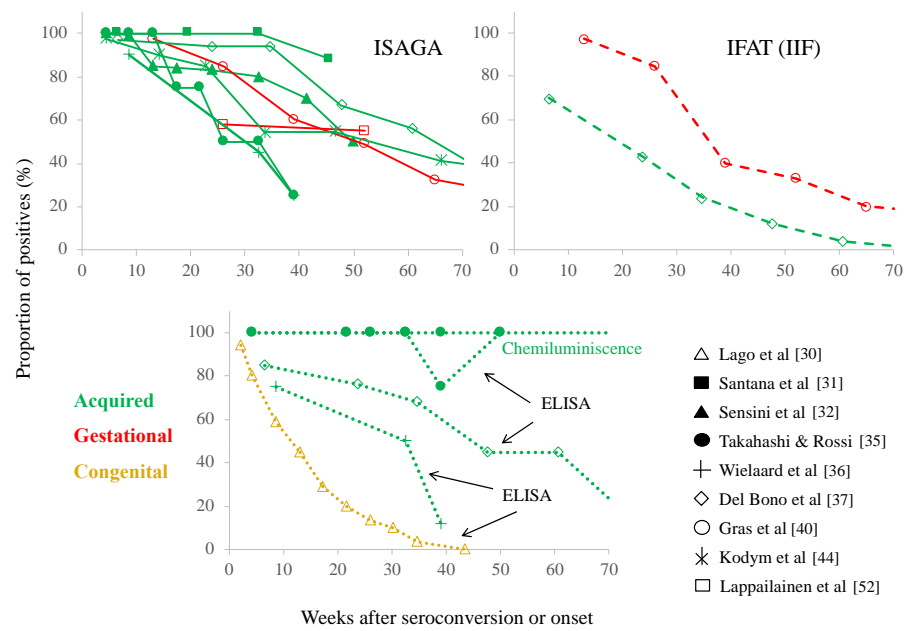 Proportion of positives (%)
ISAGA
100
80
60
40
20
0
0 10 20 30 40 50 60 70
IFAT (IIF)
100
80
60
40
20
0
0 10 20 30 40 50 60 70
Acquired
Gestational
Congenital
100
80
60
40
20
0
0 10 20 30 40 50 60 70
Chemiluminiscence
ELISA
ELISA
Weeks after seroconversion or onset
Lago et al [30]
Santana et al [31]
Sensini et al [32]
Takahashi & Rossi [35]
Wielaard et al [36]
Del Bono et al [37]
Gras et al [40]
Kodym et al [44]
Lappailainen et al [52]